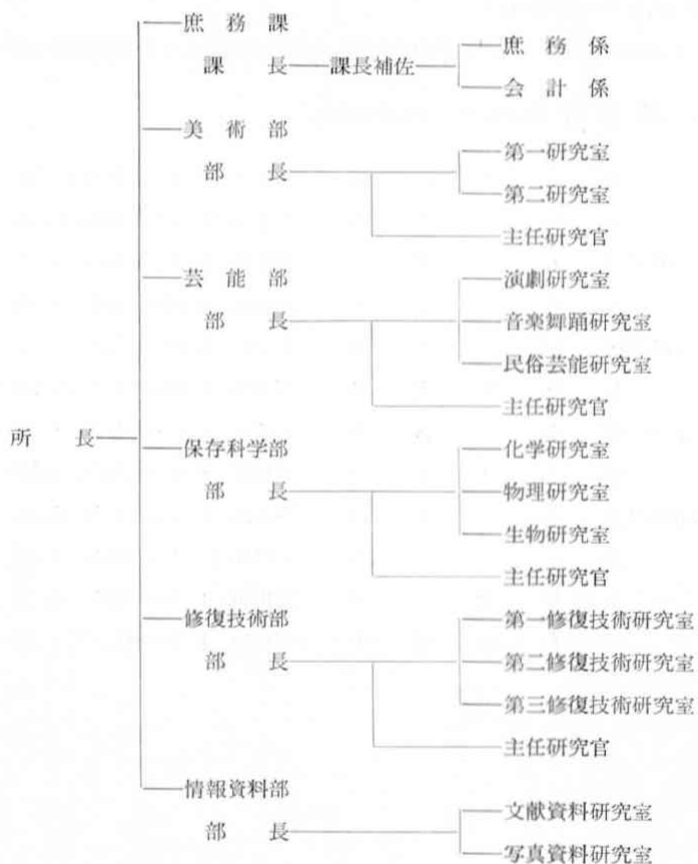 庶務課
課長 課長補佐 庶務係
会計係
美術部
部長 第一研究室
第二研究室
主任研究官
芸能部
部長 演劇研究室
音楽舞踊研究室
民俗芸能研究室
主任研究官
所長
保存科学部
部長 化学研究室
物理研究室
生物研究室
主任研究官
修復技術部
部長 第一修復技術研究室
第二修復技術研究室
第三修復技術研究室
主任研究官
情報資料部
部長 文献資料研究室
写真資料研究室